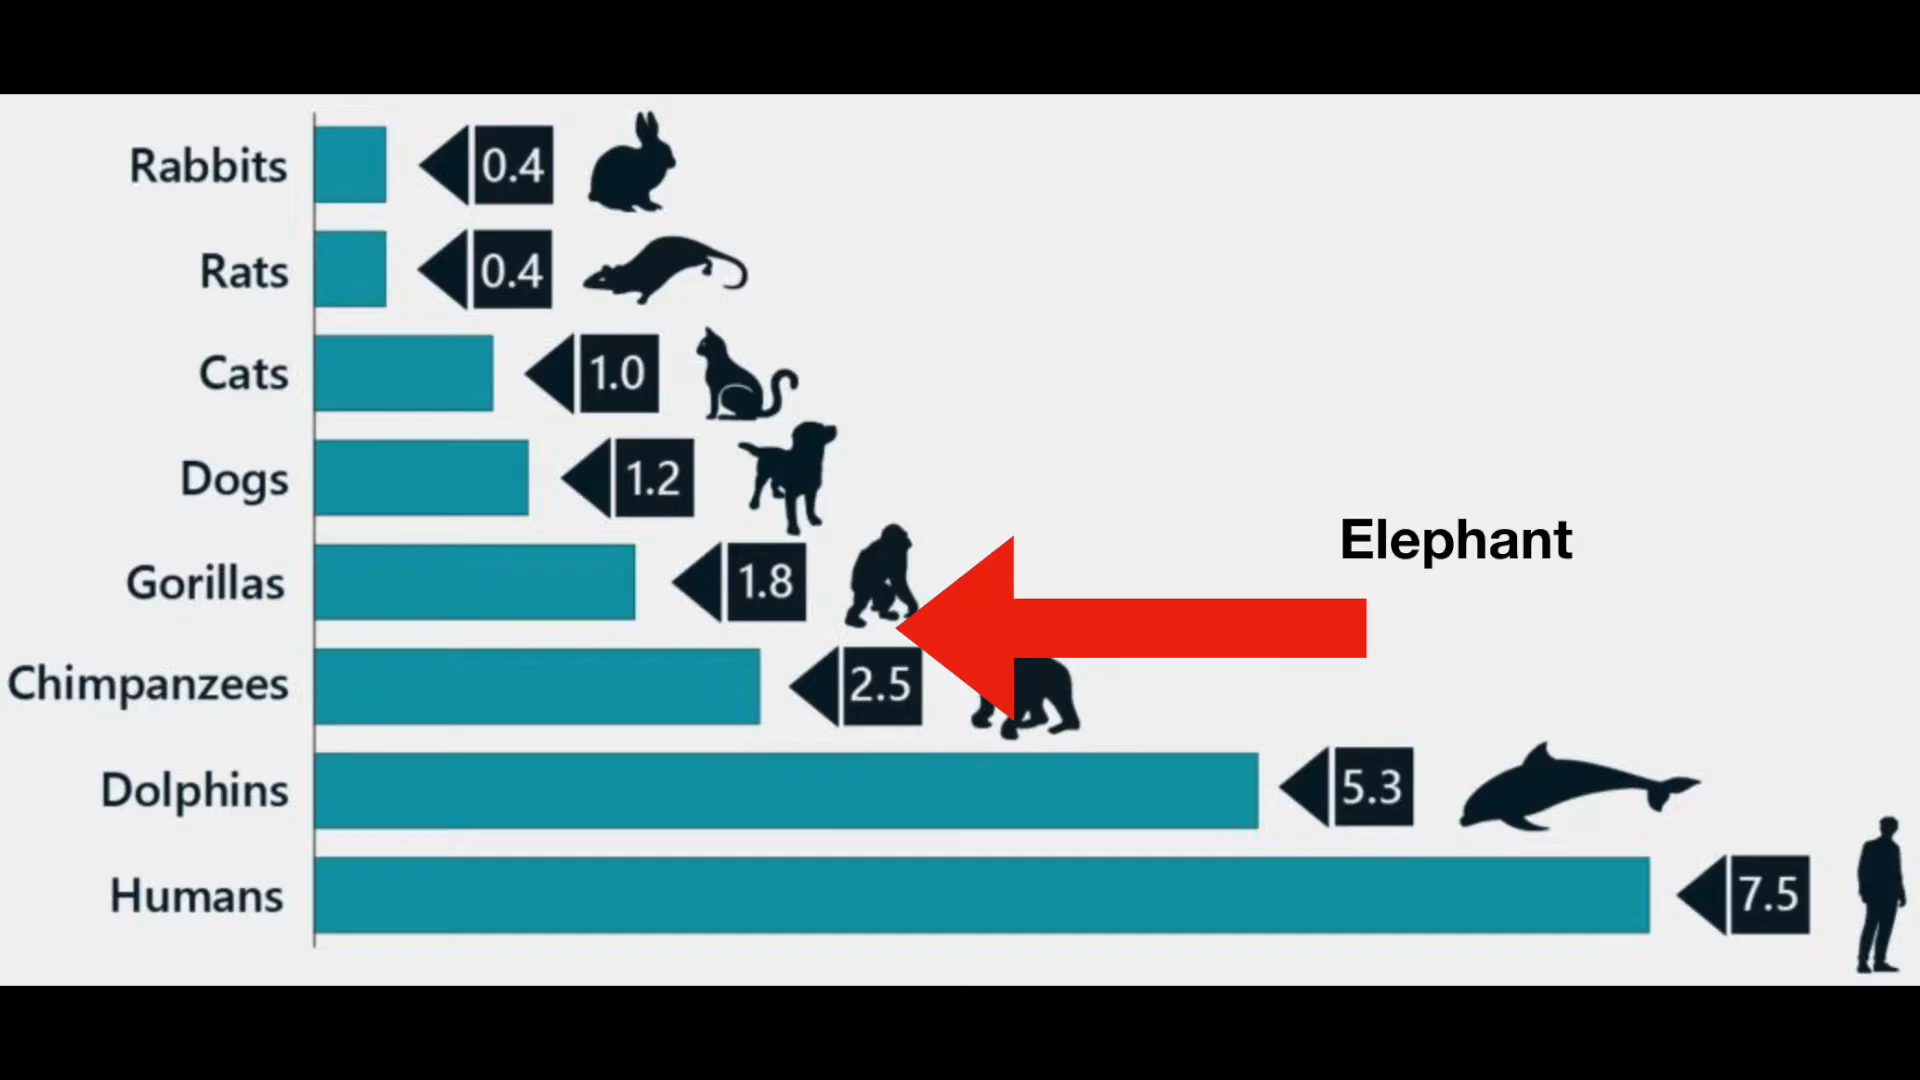 Rabbits 0.4
Rats 0.4
Cats 1.0
Dogs 1.2
Elephant
Gorillas 1.8
Chimpanzees 2.5
Dolphins 5.3
Humans 7.5